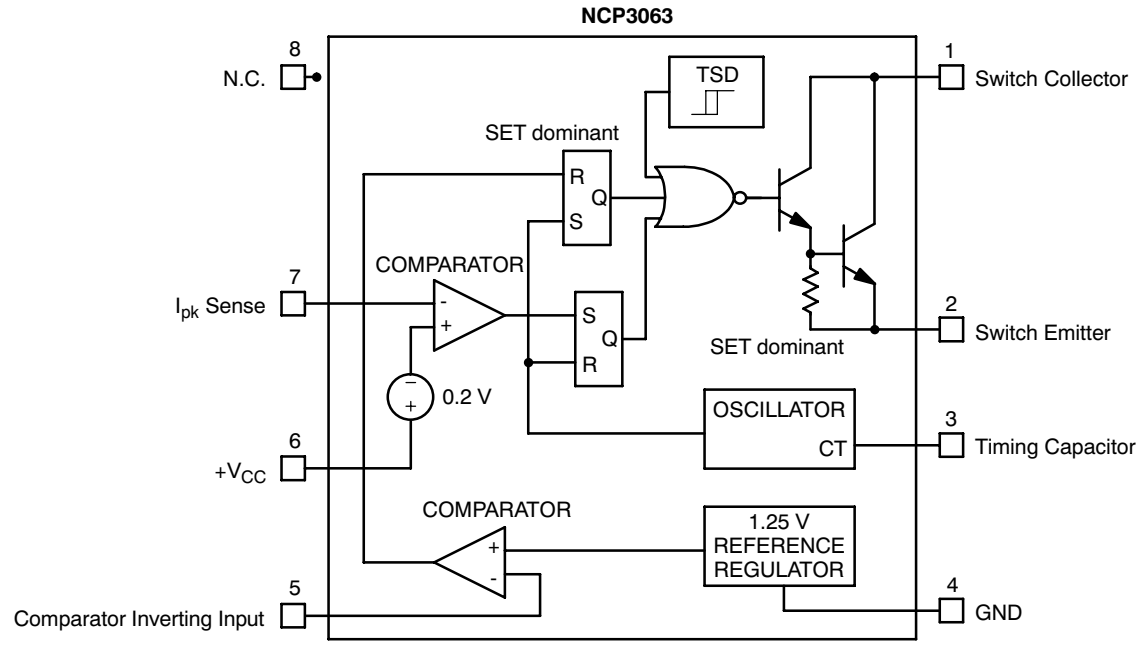 NCP3063
8
N.C.
1
Switch Collector
TSD
SET dominant
R
Q
S
COMPARATOR
7
Ipk Sense
-
+
S
Q
R
2
Switch Emitter
SET dominant
−
+
0.2 V
OSCILLATOR
CT
3
Timing Capacitor
6
+VCC
COMPARATOR
+
-
1.25 V
REFERENCE
REGULATOR
5
Comparator Inverting Input
4
GND